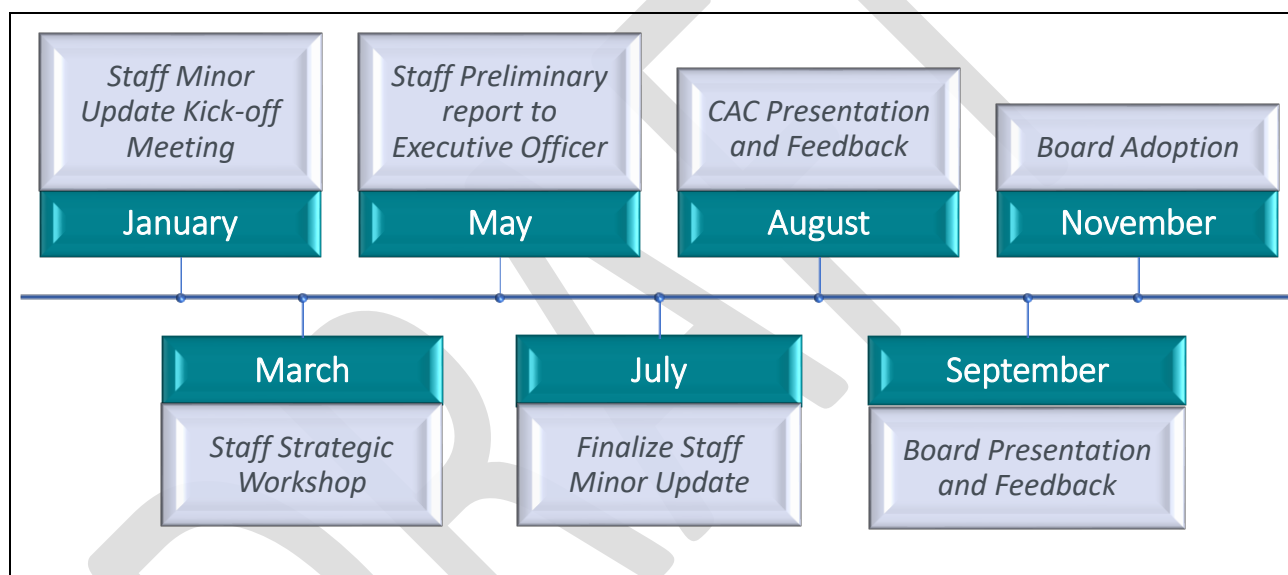 Staff Minor
Update Kick-off
Meeting
January
Staff Preliminary
report to
Executive Officer
May
CAC Presentation
and Feedback
August
Board Adoption
November
March
Staff Strategic
Workshop
July
Finalize Staff
Minor Update
September
Board Presentation
and Feedback
DRAFT